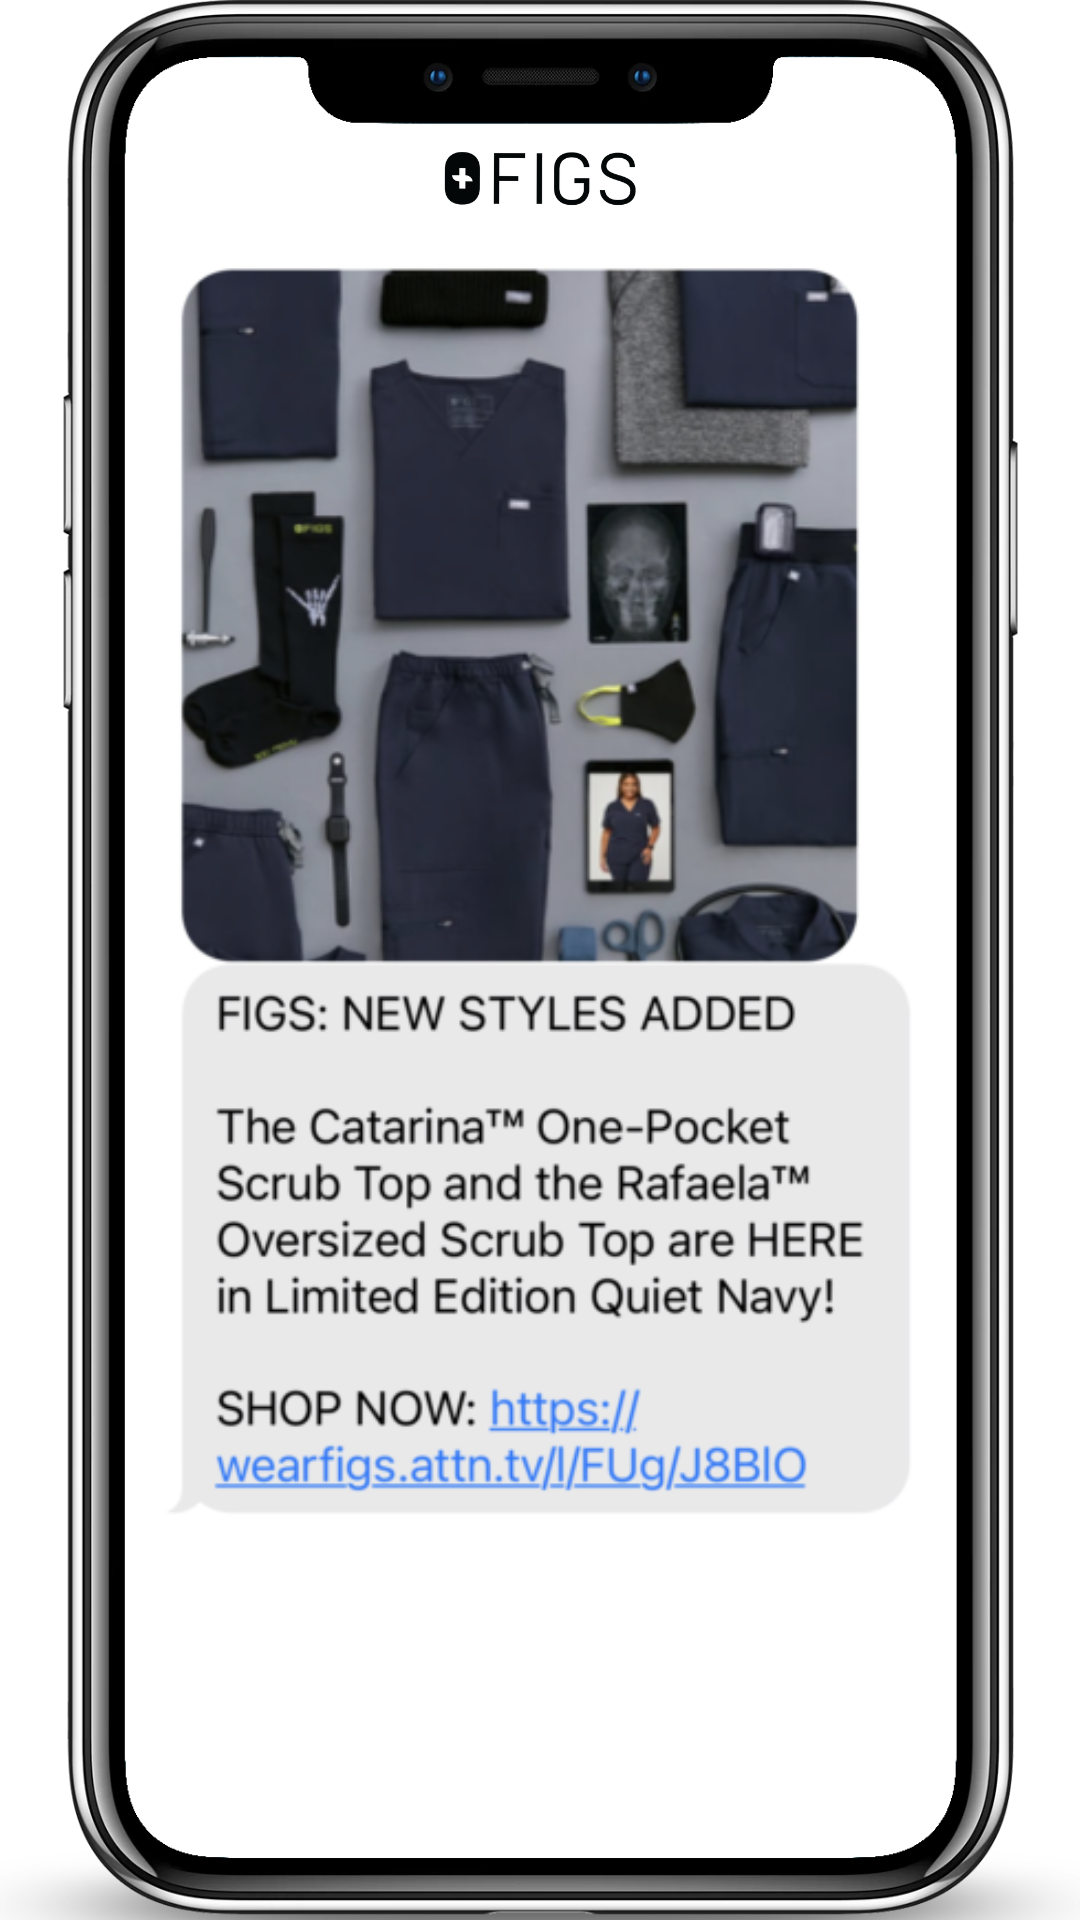 FIGS
FIGS
FIGS: NEW STYLES ADDED
The Catarina™ One-Pocket
Scrub Top and the Rafaela™
Oversized Scrub Top are HERE
in Limited Edition Quiet Navy!
SHOP NOW: https://
wearfigs.attn.tv/l/FUg/J8BlO